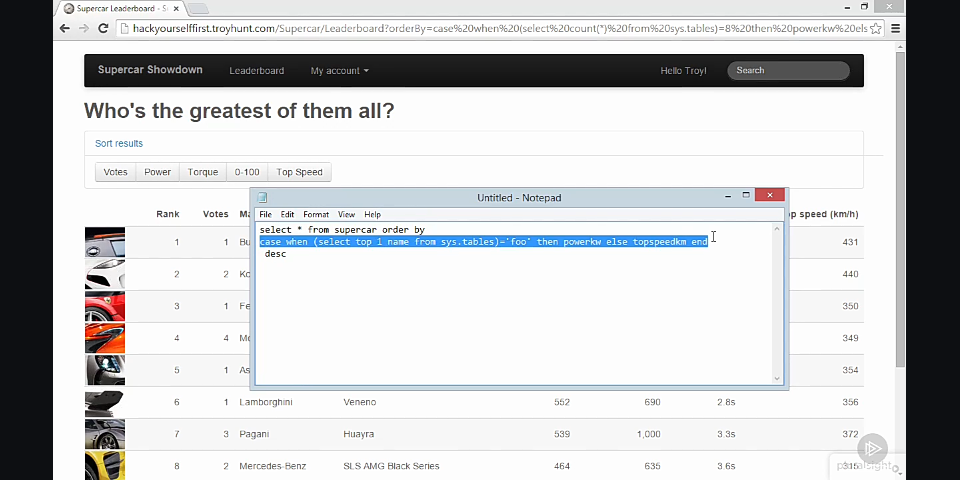 Supercar Leaderboard - S
hackyourselffirst.troyhunt.com/Supercar/Leaderboard?orderBy=case%20when%20(select%20count(*)%20from%20sys.tables)=8%20then%20powerkw%20els
Supercar Showdown Leaderboard My account Hello Troy! Search
Who's the greatest of them all?
Sort results
Votes Power Torque 0-100 Top Speed
Untitled - Notepad
File Edit Format View Help
select * from supercar order by
case when (select top 1 name from sys.tables)='foo' then powerkw else topspeedkm end
desc
Rank Votes Ma op speed (km/h)
1 1 Bu 431
2 2 Ko 440
3 1 Fe 350
4 4 Mc 349
5 1 As 354
6 1 Lamborghini Veneno 552 690 2.8s 356
7 3 Pagani Huayra 539 1,000 3.3s 372
8 2 Mercedes-Benz SLS AMG Black Series 464 635 3.6s 315
pluralsight